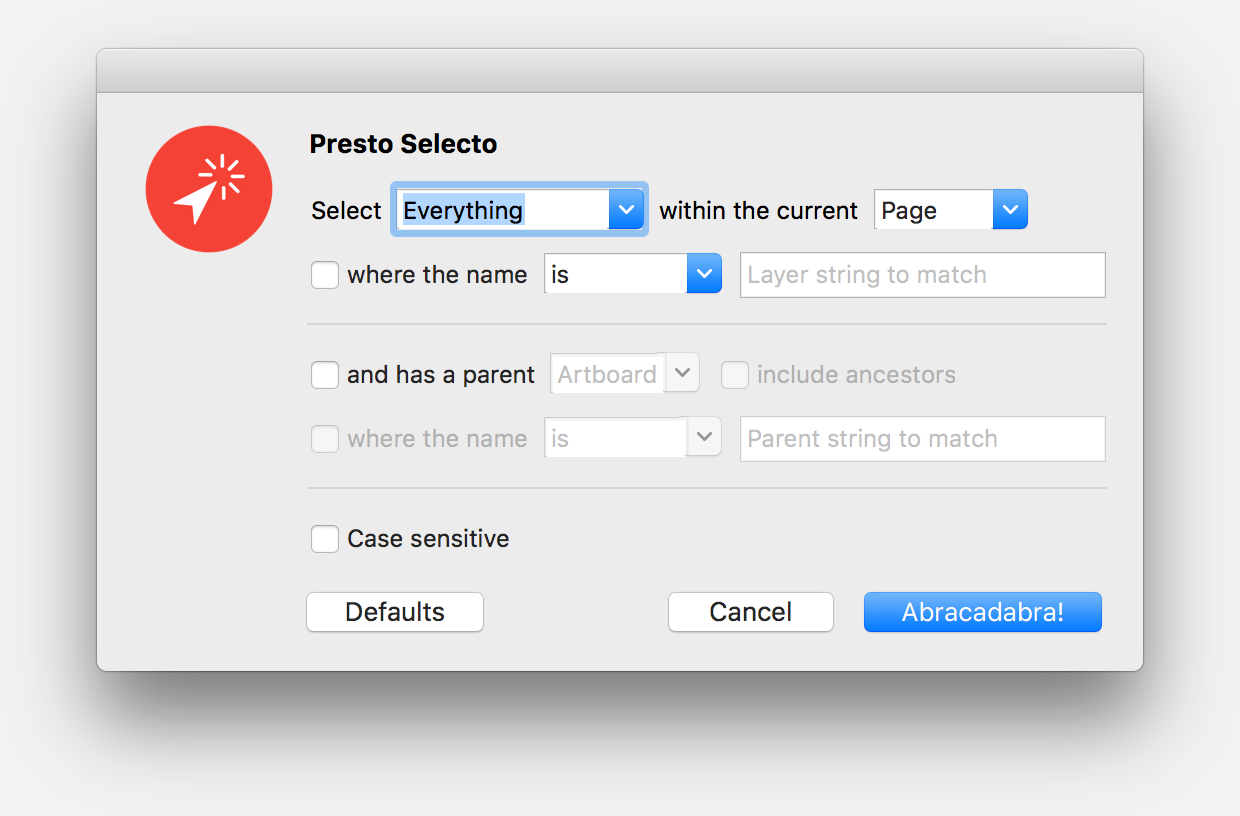 Presto Selecto
Select Everything within the current Page
where the name is Layer string to match
and has a parent Artboard include ancestors
where the name is Parent string to match
Case sensitive
Defaults Cancel Abracadabra!